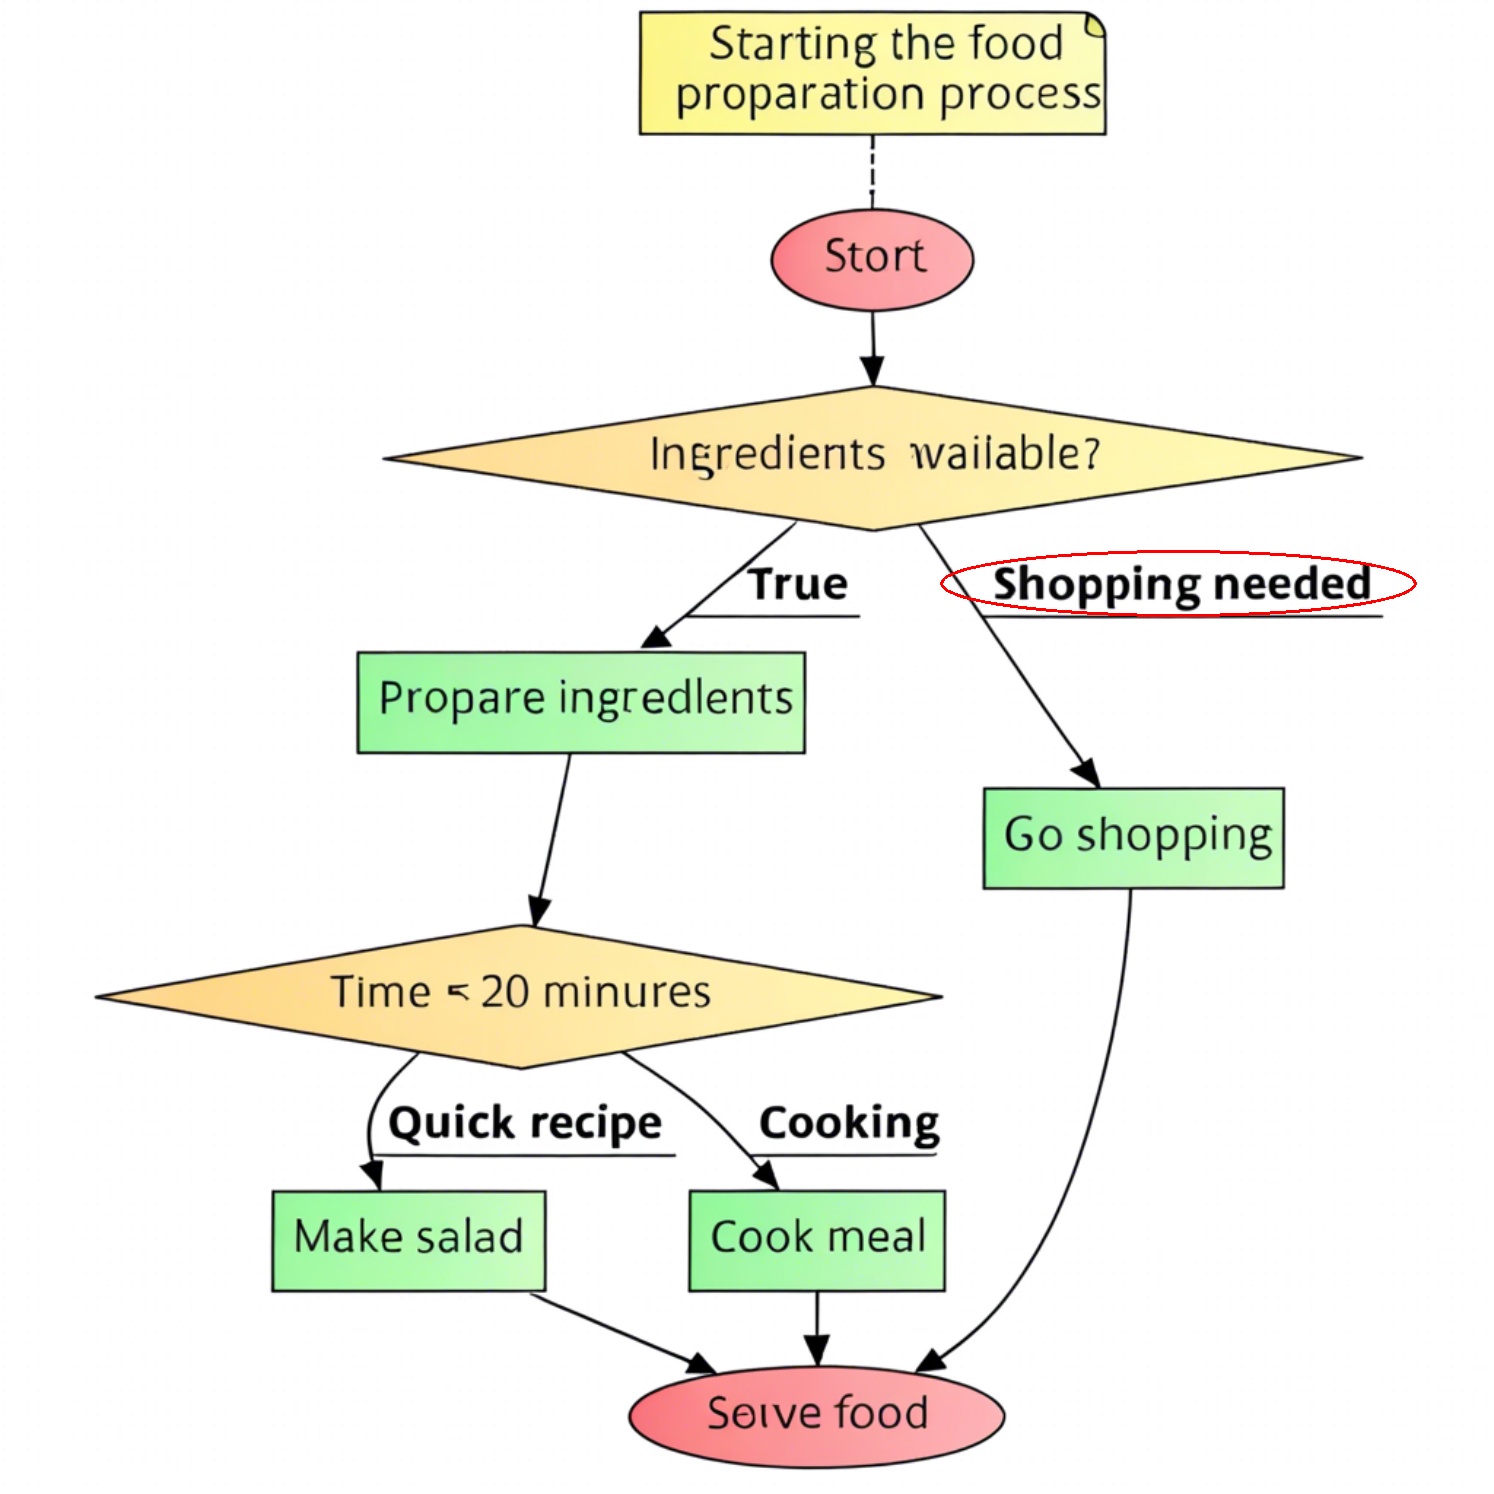 Starting the food
proparation process
Stort
Ingredients wailable?
True
Shopping needed
Propare ingredlents
Go shopping
Time < 20 minures
Quick recipe
Cooking
Make salad
Cook meal
Serve food